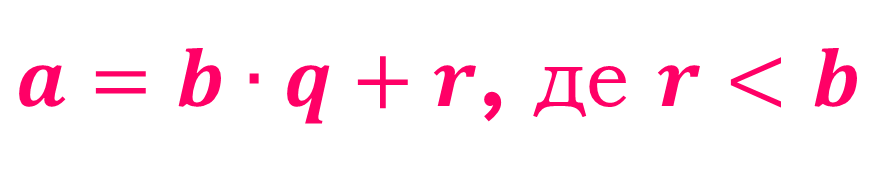 a = b · q + r, де r < b